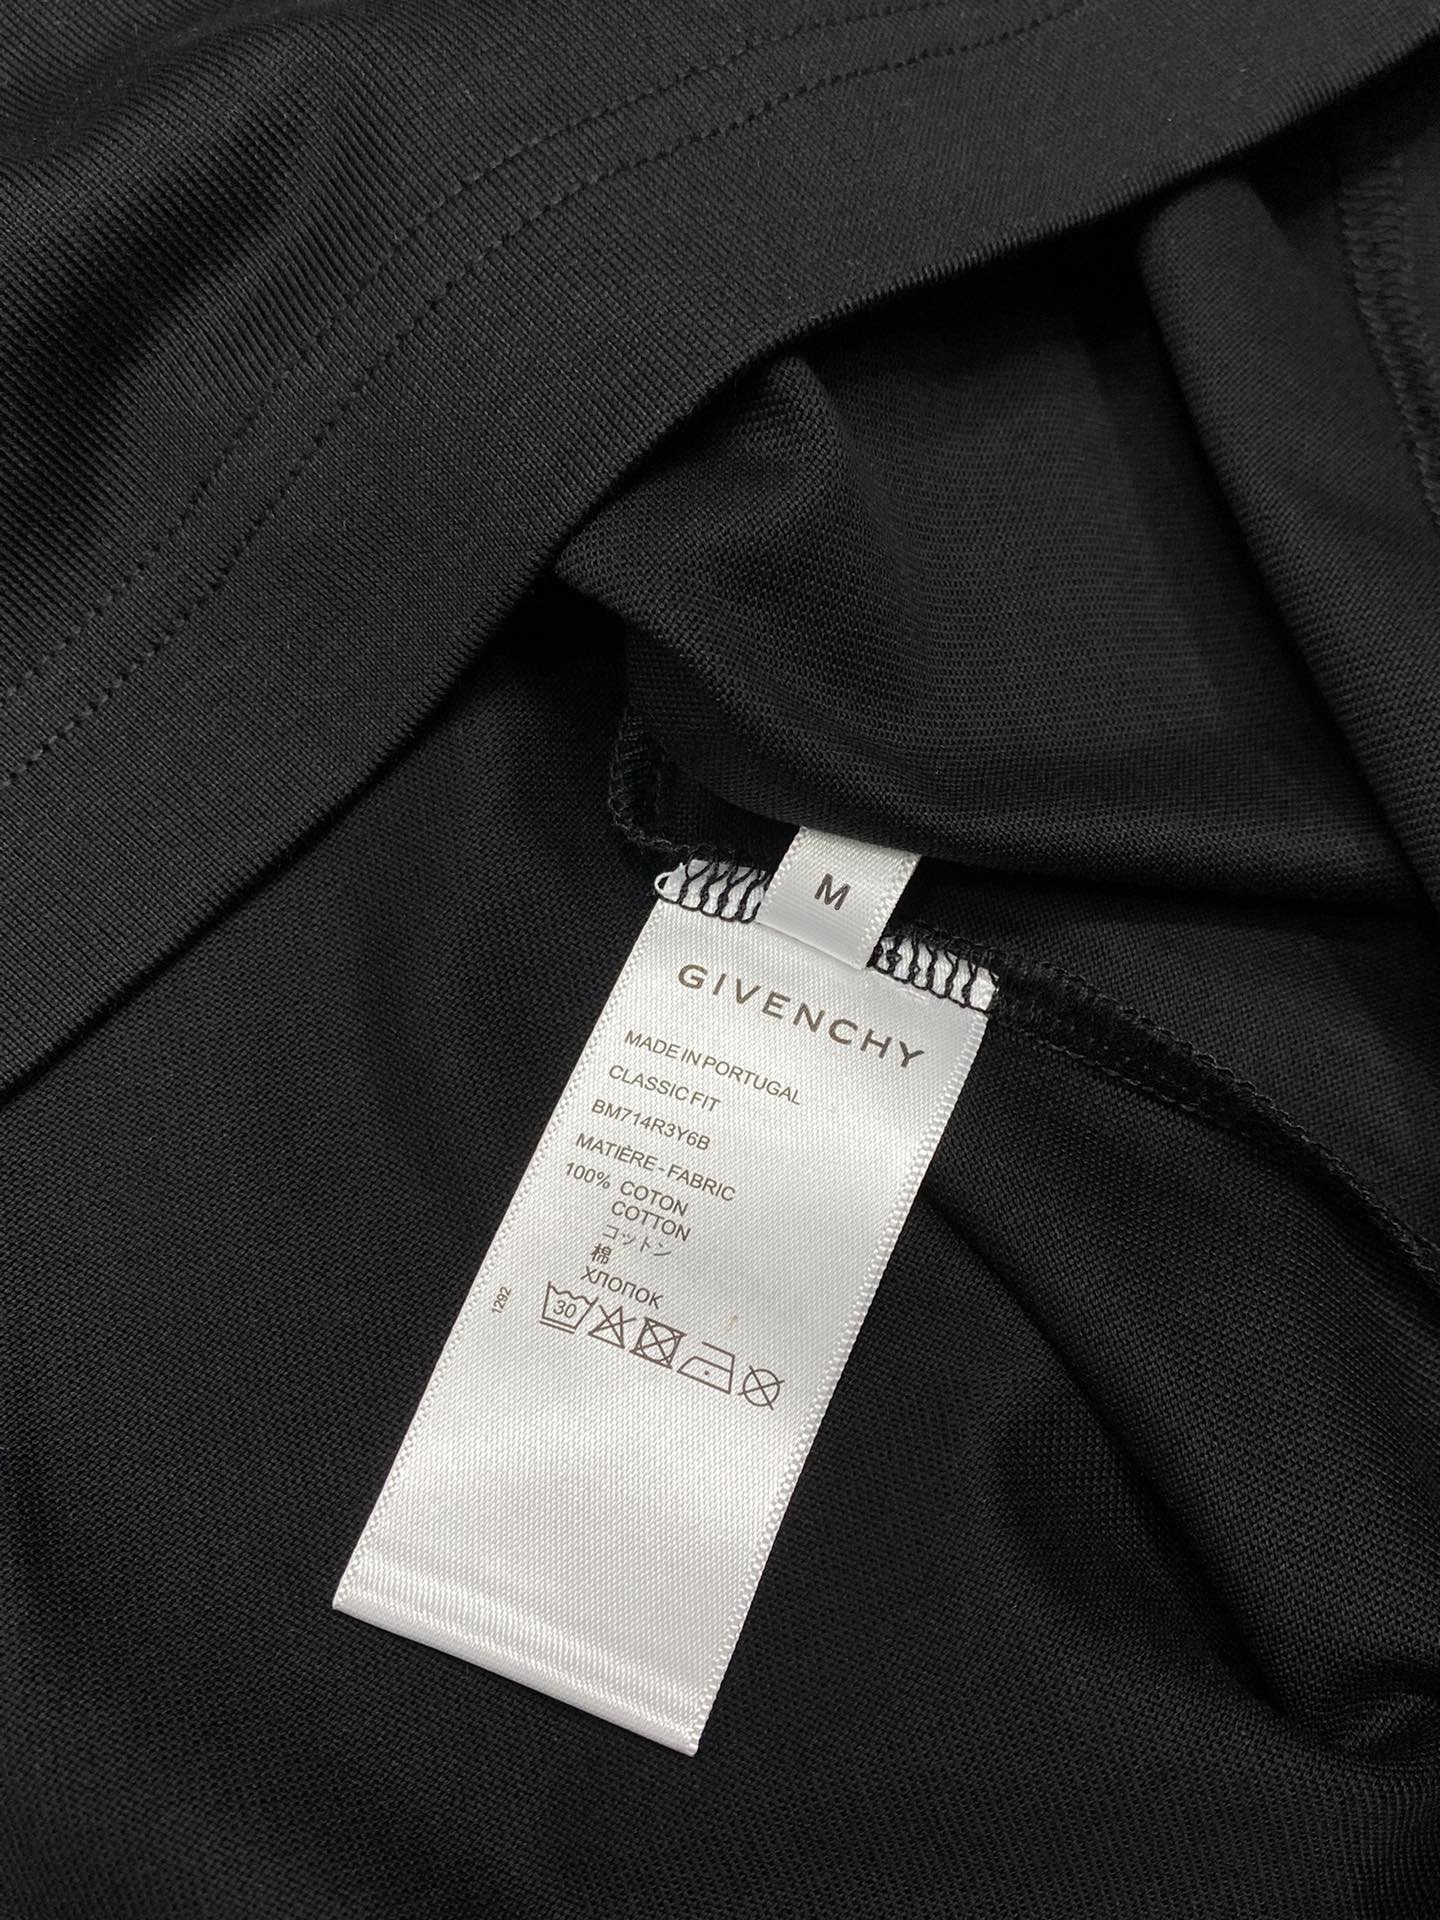 M
GIVENCHY
MADE IN PORTUGAL
CLASSIC FIT
BM714R3Y6B
MATIÈRE - FABRIC
100% COTON
COTTON
コットン
棉
ХЛОПОК
1292
30